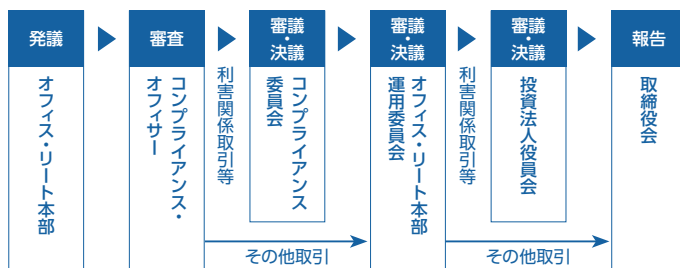 発議
オフィス・リート本部
審査
コンプライアンス・
オフィサー
利害関係取引等
審議
・
決議
コンプライアンス
委員会
その他取引
審議
・
決議
オフィス・リート本部
運用委員会
利害関係取引等
審議
・
決議
投資法人役員会
その他取引
報告
取締役会